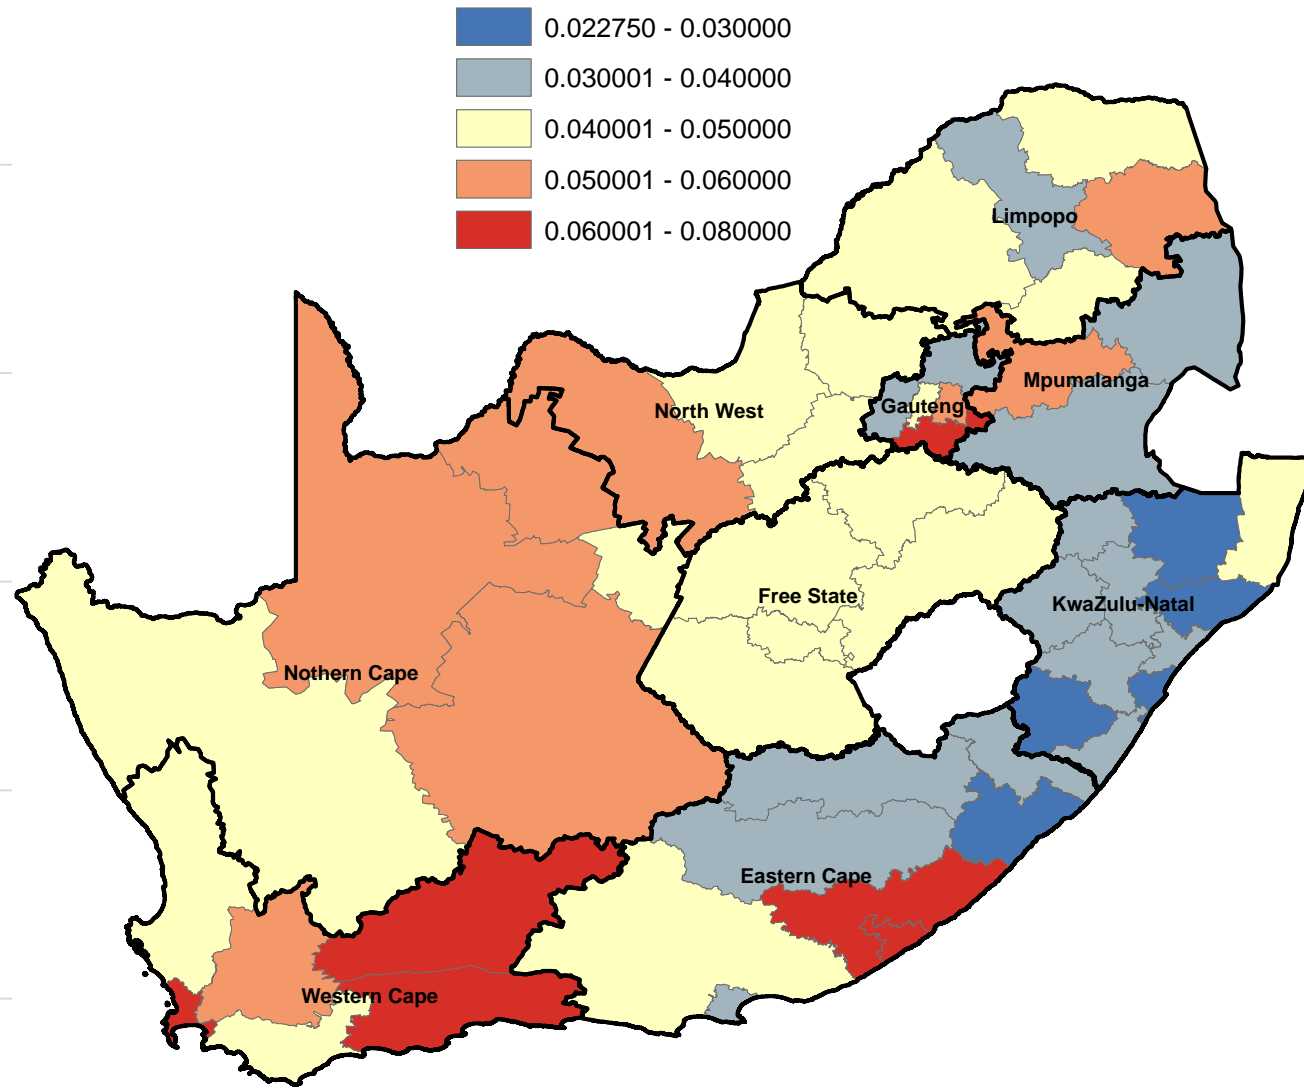 0.022750 - 0.030000
0.030001 - 0.040000
0.040001 - 0.050000
0.050001 - 0.060000
0.060001 - 0.080000
Limpopo
Mpumalanga
North West
Gauteng
Free State
KwaZulu-Natal
Nothern Cape
Eastern Cape
Western Cape